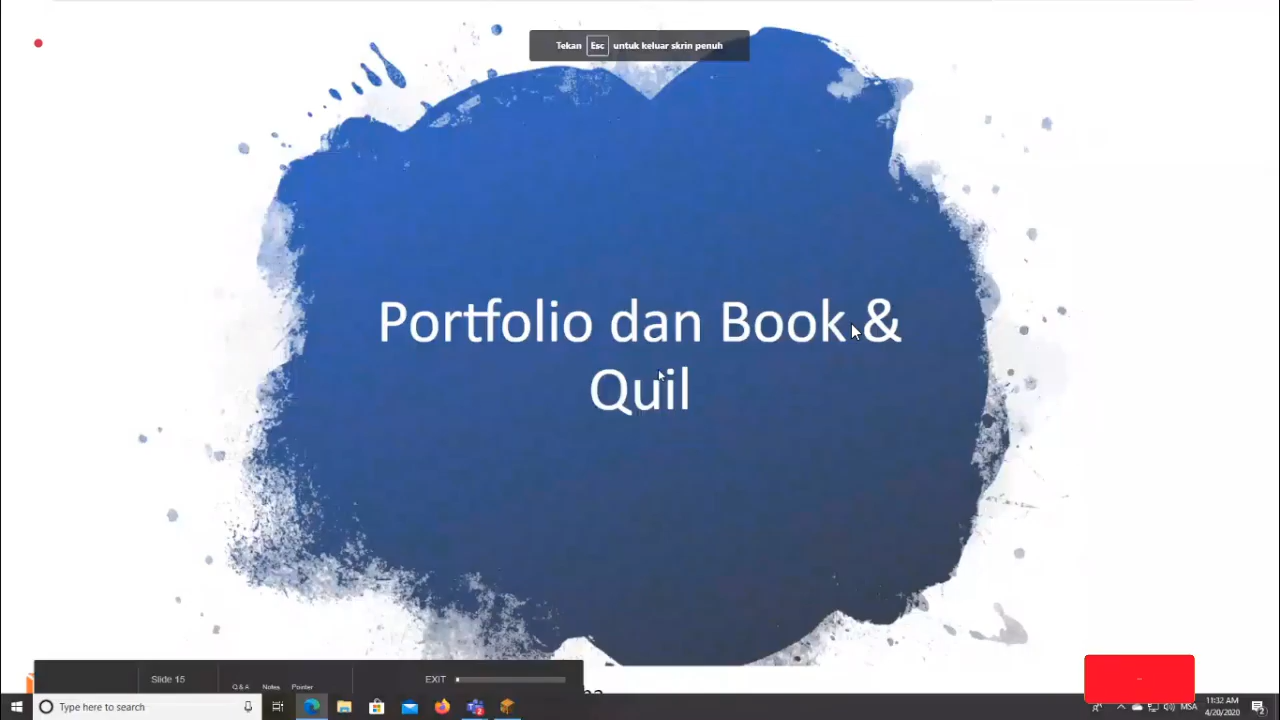 Tekan Esc untuk keluar skrin penuh
Portfolio dan Book &
Quil
Slide 15
Q & A Notes Pointer
EXIT
Type here to search
MSA
11:32 AM
4/20/2020
2